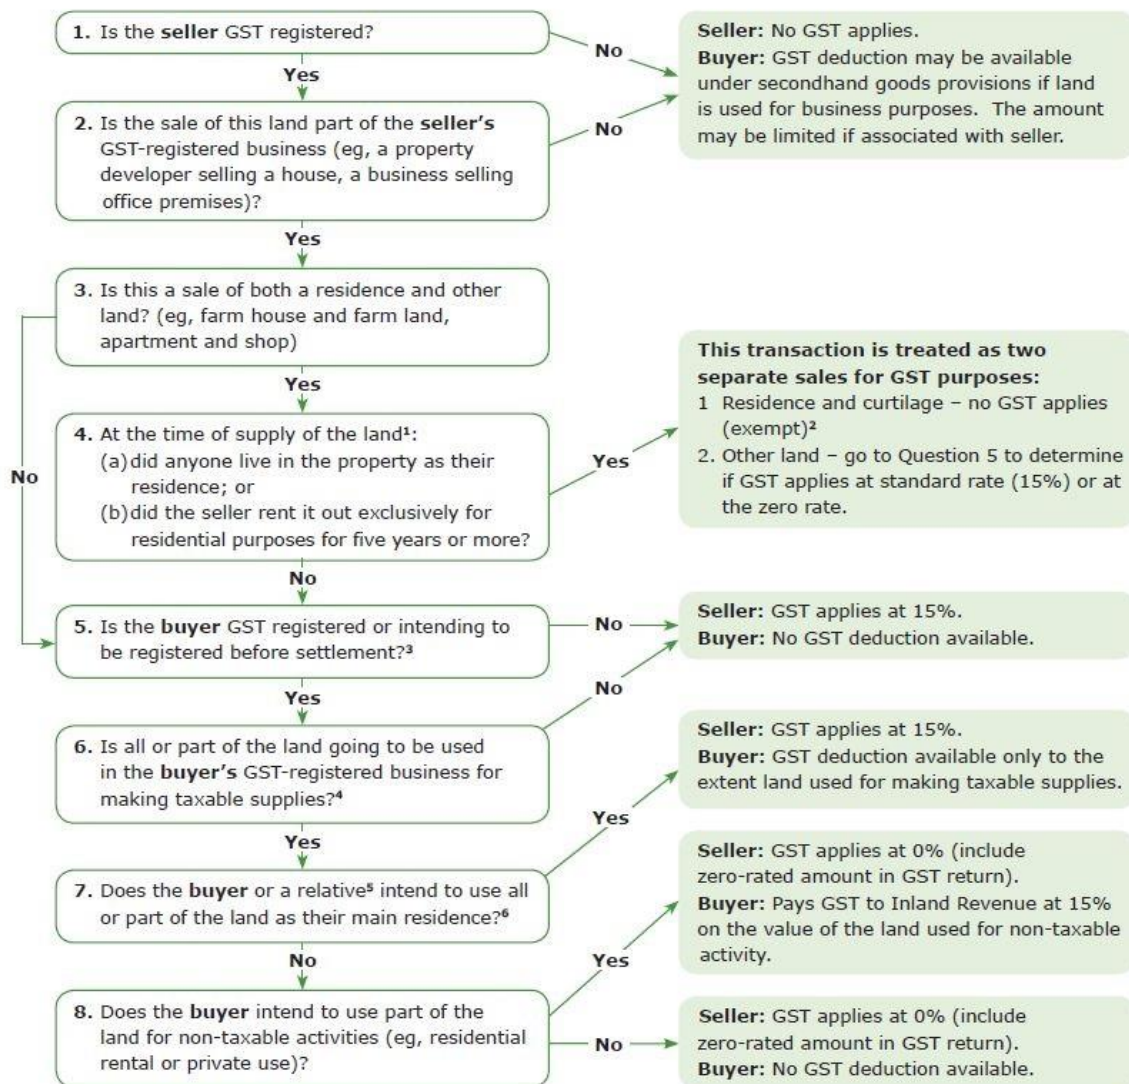 1. Is the seller GST registered?
No
Seller: No GST applies.
Buyer: GST deduction may be available
under secondhand goods provisions if land
is used for business purposes. The amount
may be limited if associated with seller.
Yes
2. Is the sale of this land part of the seller’s
GST-registered business (eg, a property
developer selling a house, a business selling
office premises)?
No
Yes
3. Is this a sale of both a residence and other
land? (eg, farm house and farm land,
apartment and shop)
No
Yes
4. At the time of supply of the land¹:
(a) did anyone live in the property as their
residence; or
(b) did the seller rent it out exclusively for
residential purposes for five years or more?
Yes
This transaction is treated as two
separate sales for GST purposes:
1 Residence and curtilage – no GST applies
(exempt)²
2. Other land – go to Question 5 to determine
if GST applies at standard rate (15%) or at
the zero rate.
No
5. Is the buyer GST registered or intending to
be registered before settlement?³
No
Seller: GST applies at 15%.
Buyer: No GST deduction available.
Yes
6. Is all or part of the land going to be used
in the buyer’s GST-registered business for
making taxable supplies?⁴
No
Yes
7. Does the buyer or a relative⁵ intend to use all
or part of the land as their main residence?⁶
Yes
Seller: GST applies at 15%.
Buyer: GST deduction available only to the
extent land used for making taxable supplies.
No
8. Does the buyer intend to use part of the
land for non-taxable activities (eg, residential
rental or private use)?
Yes
Seller: GST applies at 0% (include
zero-rated amount in GST return).
Buyer: Pays GST to Inland Revenue at 15%
on the value of the land used for non-taxable
activity.
No
Seller: GST applies at 0% (include
zero-rated amount in GST return).
Buyer: No GST deduction available.